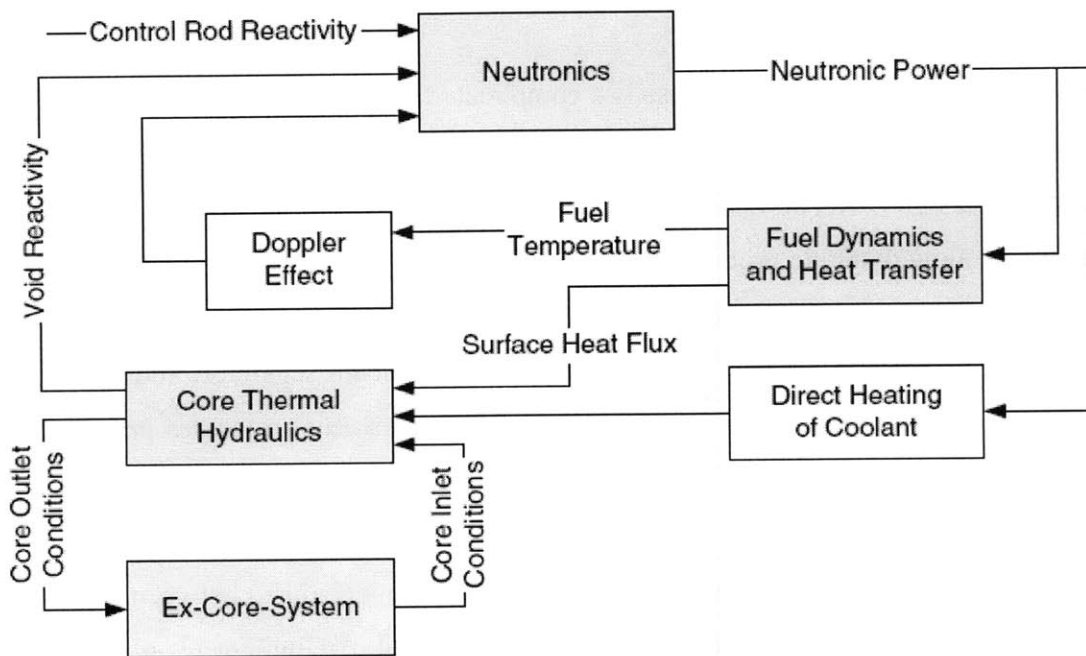 Control Rod Reactivity
Neutronics
Neutronic Power
Void Reactivity
Doppler
Effect
Fuel
Temperature
Fuel Dynamics
and Heat Transfer
Surface Heat Flux
Core Thermal
Hydraulics
Direct Heating
of Coolant
Core Outlet
Conditions
Core Inlet
Conditions
Ex-Core-System